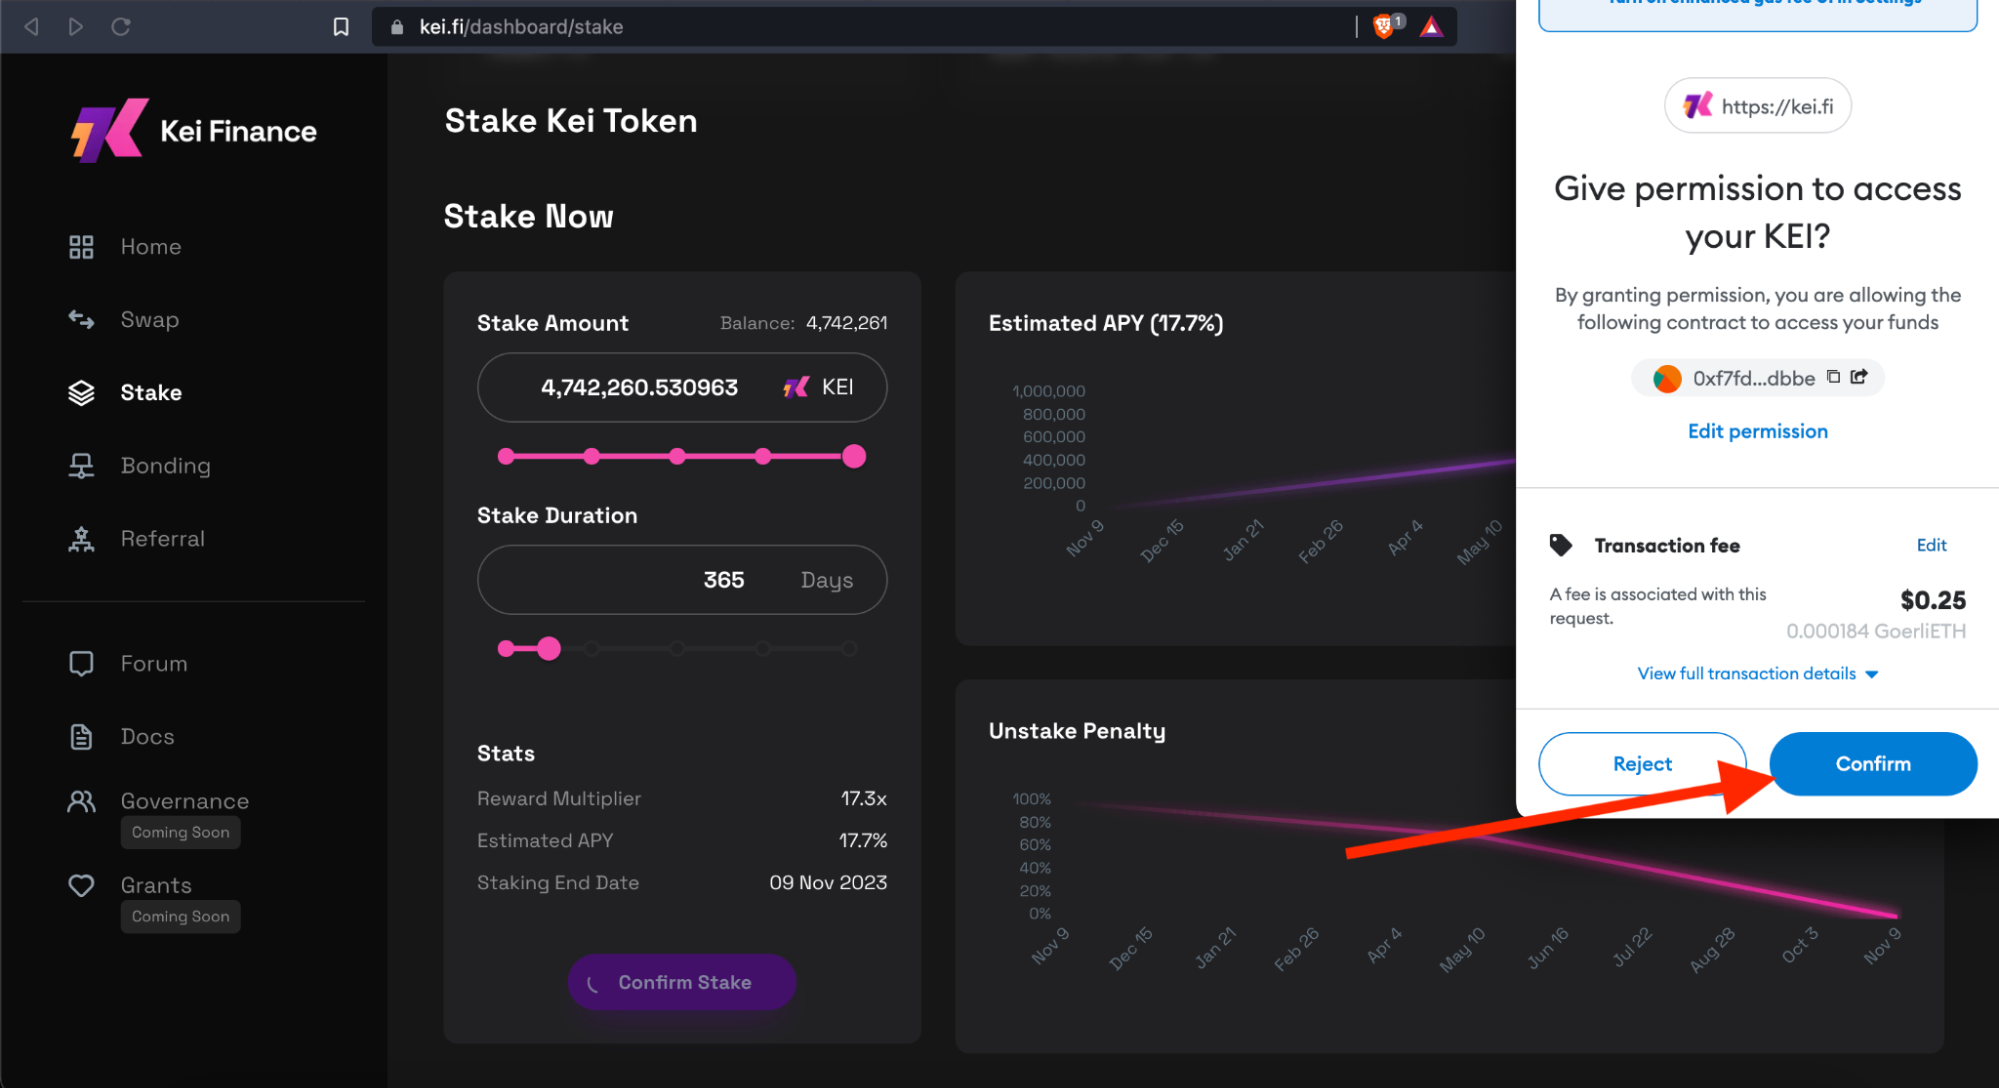 kei.fi/dashboard/stake
1
Kei Finance
Home
Swap
Stake
Bonding
Referral
Forum
Docs
Governance
Coming Soon
Grants
Coming Soon
Stake Kei Token
Stake Now
Stake Amount
Balance: 4,742,261
4,742,260.530963 KEI
Stake Duration
365 Days
Stats
Reward Multiplier 17.3x
Estimated APY 17.7%
Staking End Date 09 Nov 2023
Confirm Stake
Estimated APY (17.7%)
1,000,000
800,000
600,000
400,000
200,000
0
Nov 9 Dec 15 Jan 21 Feb 26 Apr 4 May 10
Unstake Penalty
100%
80%
60%
40%
20%
0%
Nov 9 Dec 15 Jan 21 Feb 26 Apr 4 May 10 Jun 16 Jul 22 Aug 28 Oct 3 Nov 9
https://kei.fi
Give permission to access
your KEI?
By granting permission, you are allowing the
following contract to access your funds
0xf7fd...dbbe
Edit permission
Transaction fee Edit
A fee is associated with this
request.
$0.25
0.000184 GoerliETH
View full transaction details
Reject
Confirm